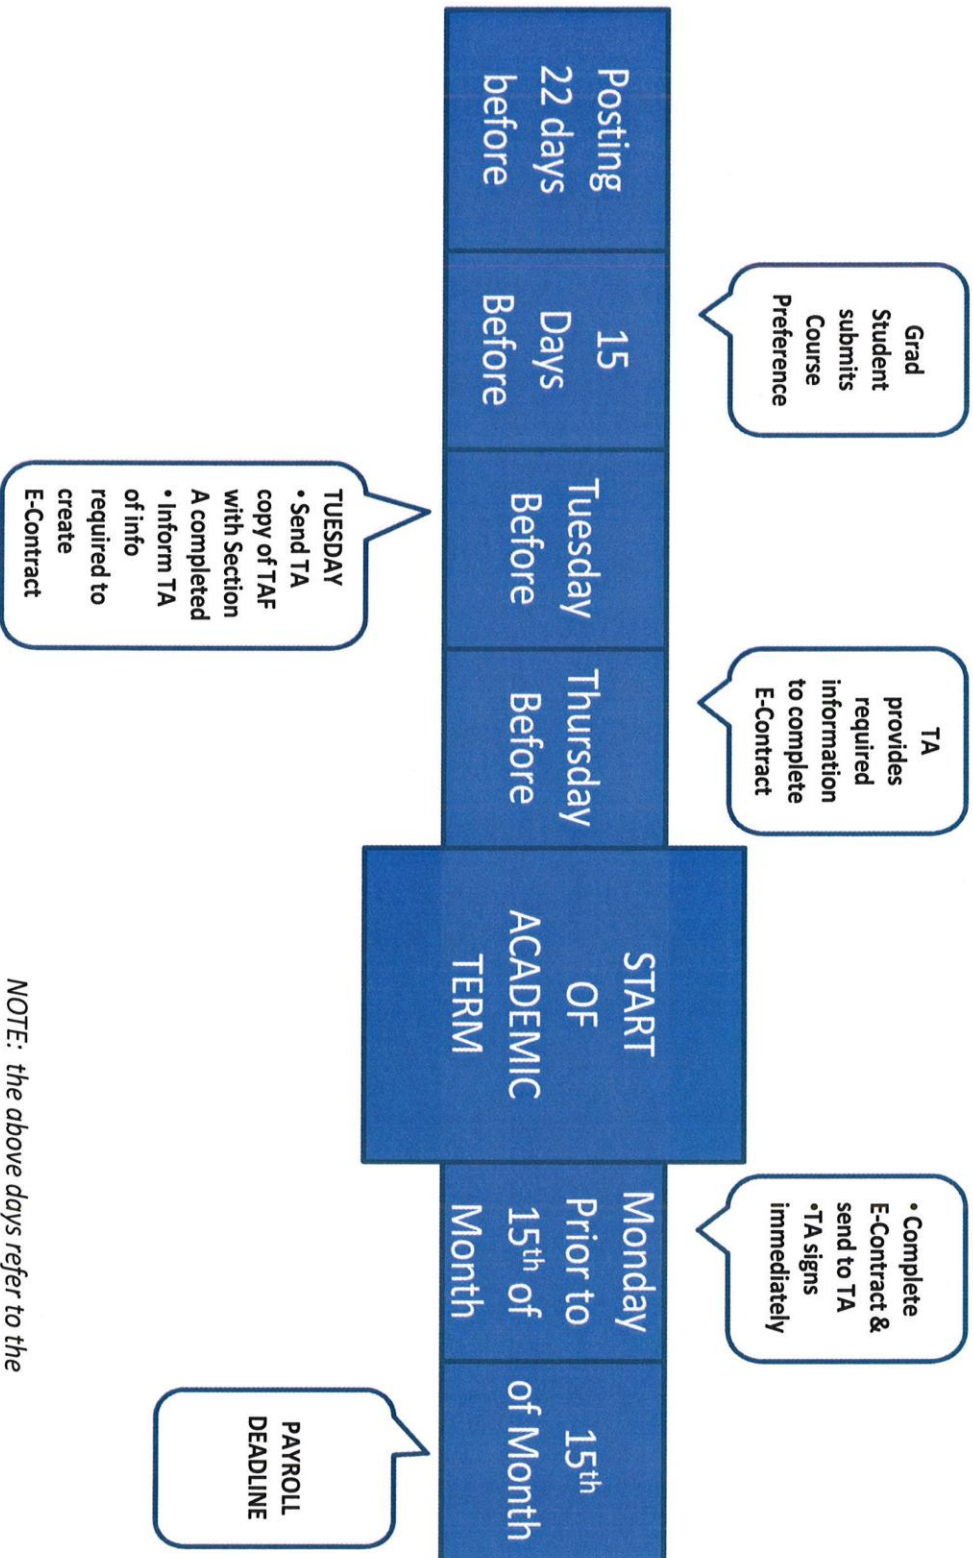 Grad
Student
submits
Course
Preference
TA
provides
required
information
to complete
E-Contract
• Complete
E-Contract &
send to TA
•TA signs
immediately
Posting
22 days
before
15
Days
Before
Tuesday
Before
Thursday
Before
START
OF
ACADEMIC
TERM
Monday
Prior to
15th of
Month
15th
of Month
TUESDAY
• Send TA
copy of TAF
with Section
A completed
• Inform TA
of info
required to
create
E-Contract
PAYROLL
DEADLINE
NOTE: the above days refer to the